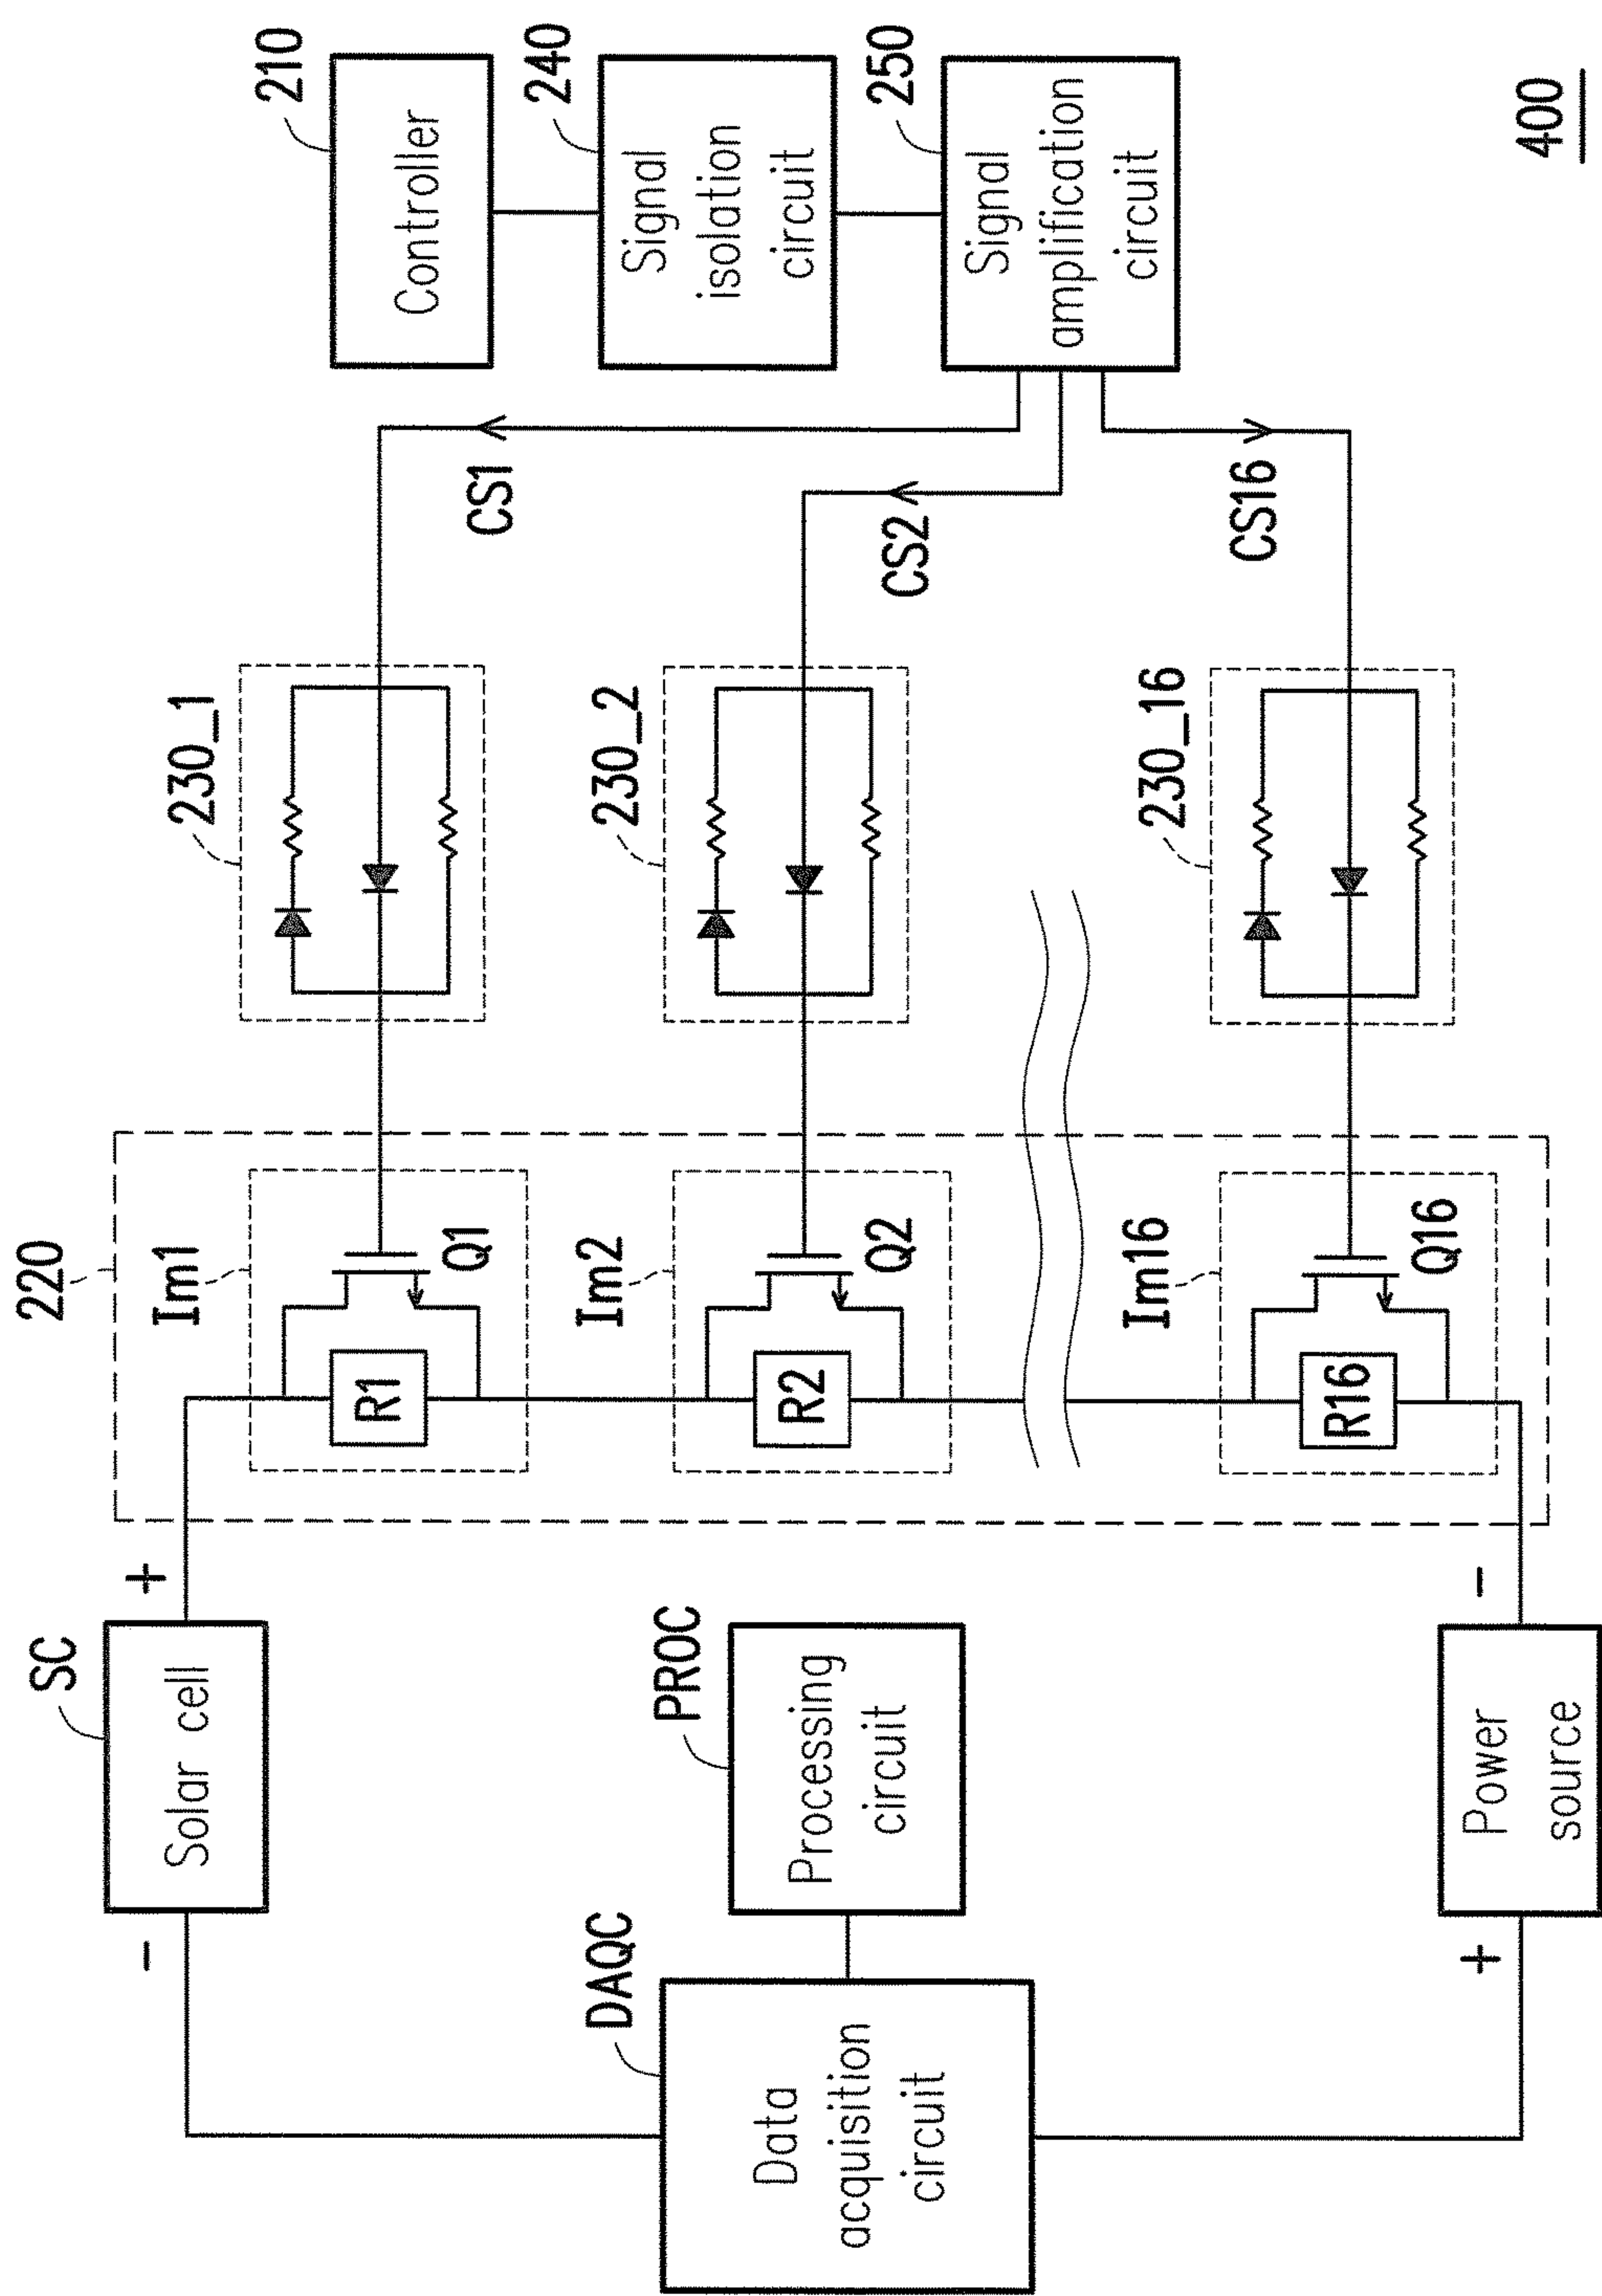 SC
Solar cell
-
+
220
Im1
R1
Q1
230_1
CS1
210
Controller
240
Signal
isolation
circuit
250
Signal
amplification
circuit
DAQC
Data
acquisition
circuit
PROC
Processing
circuit
Im2
R2
Q2
230_2
CS2
Im16
R16
Q16
230_16
CS16
+
-
Power
source
400